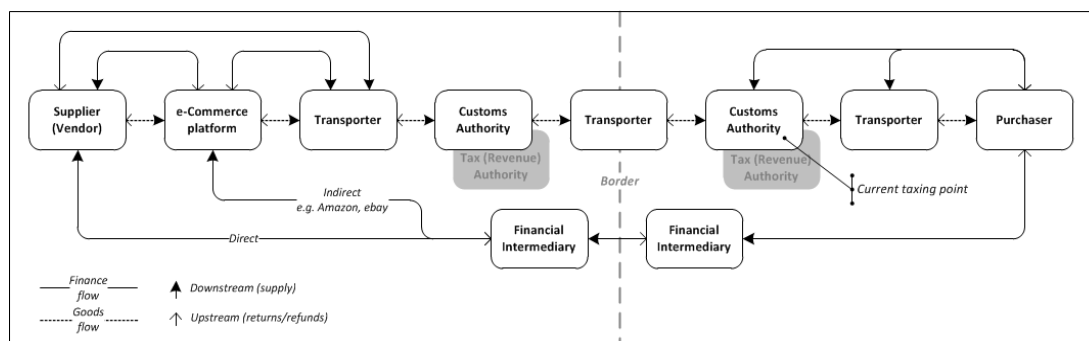 Supplier
(Vendor)
e-Commerce
platform
Transporter
Customs
Authority
Tax (Revenue)
Authority
Transporter
Border
Customs
Authority
Tax (Revenue)
Authority
Transporter
Purchaser
Current taxing point
Indirect
e.g. Amazon, ebay
Direct
Financial
Intermediary
Financial
Intermediary
Finance
flow
Downstream (supply)
Goods
flow
Upstream (returns/refunds)